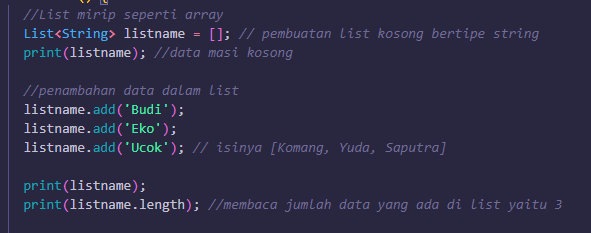 () {
//List mirip seperti array
List<String> listname = []; // pembuatan list kosong bertipe string
print(listname); //data masi kosong
//penambahan data dalam list
listname.add('Budi');
listname.add('Eko');
listname.add('Ucok'); // isinya [Komang, Yuda, Saputra]
print(listname);
print(listname.length); //membaca jumlah data yang ada di list yaitu 3